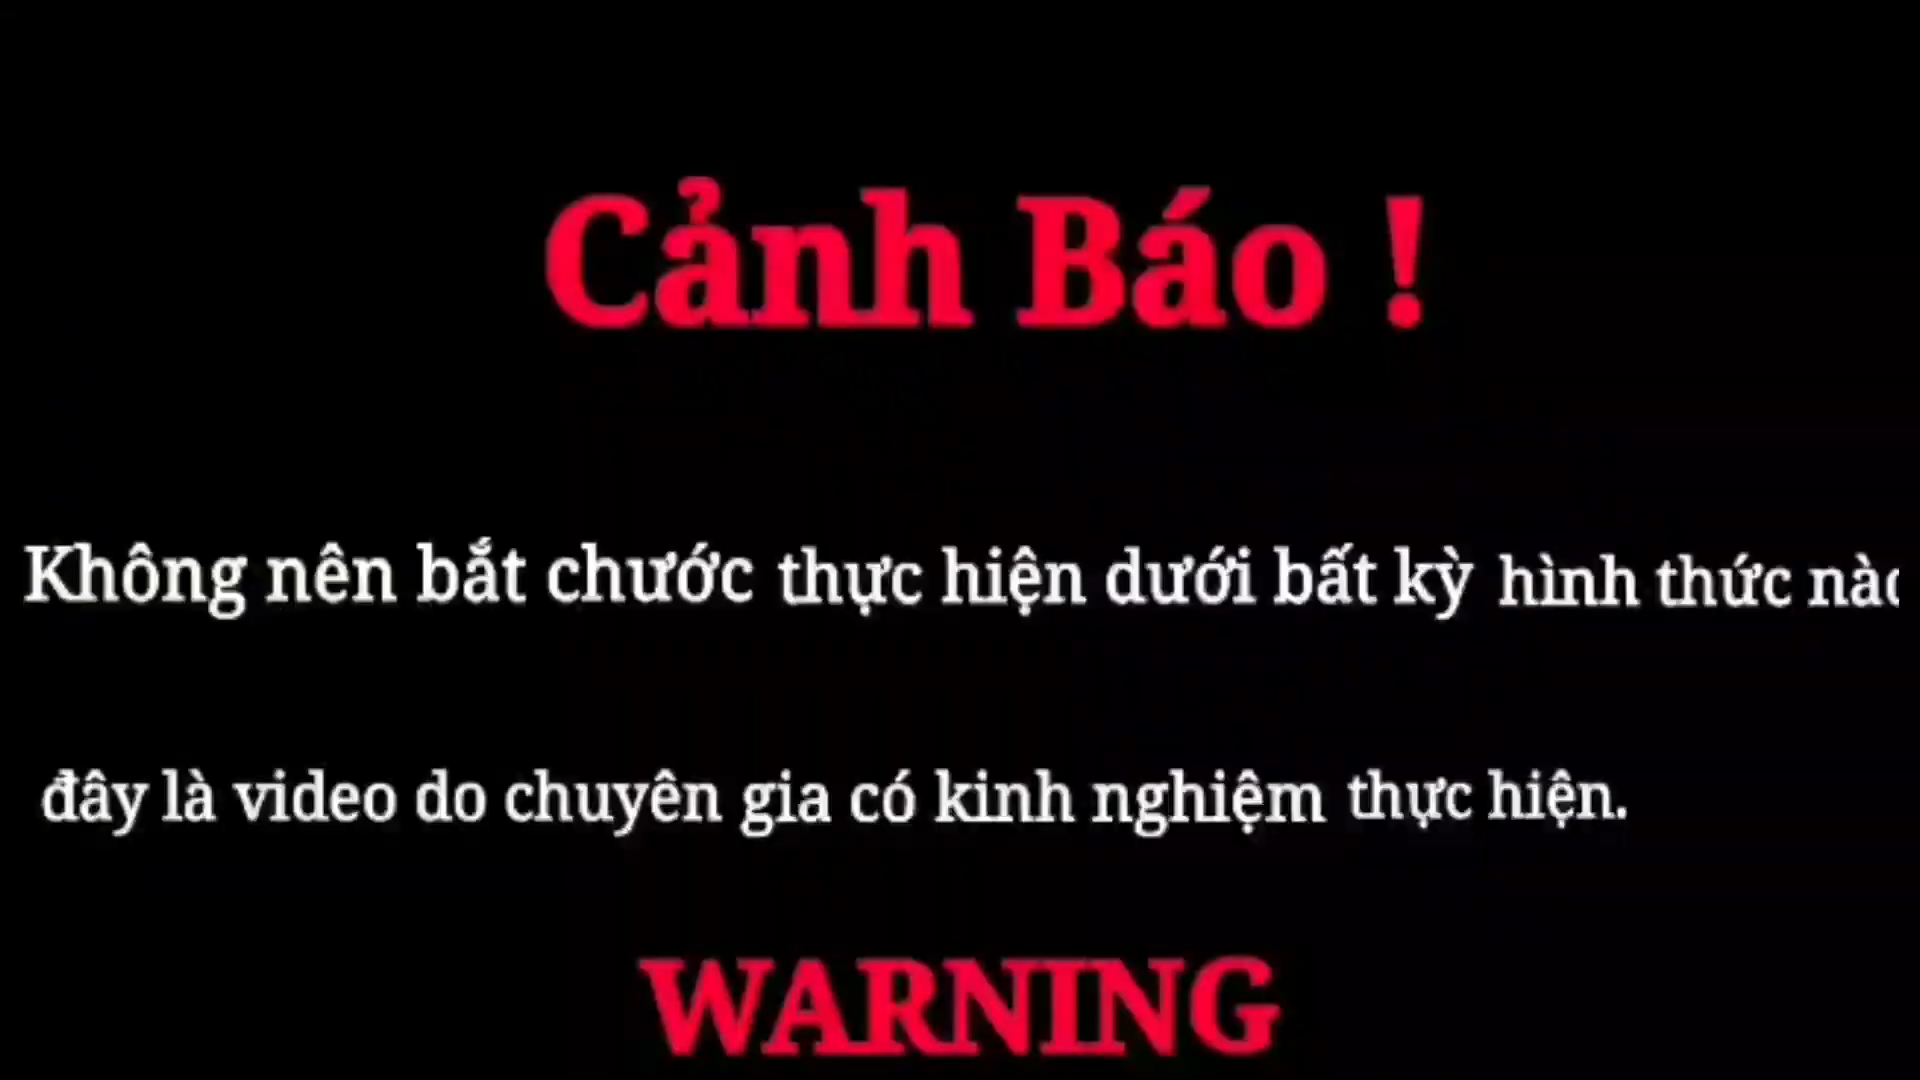 Cảnh Báo !
Không nên bắt chước thực hiện dưới bất kỳ hình thức nào
đây là video do chuyên gia có kinh nghiệm thực hiện.
WARNING